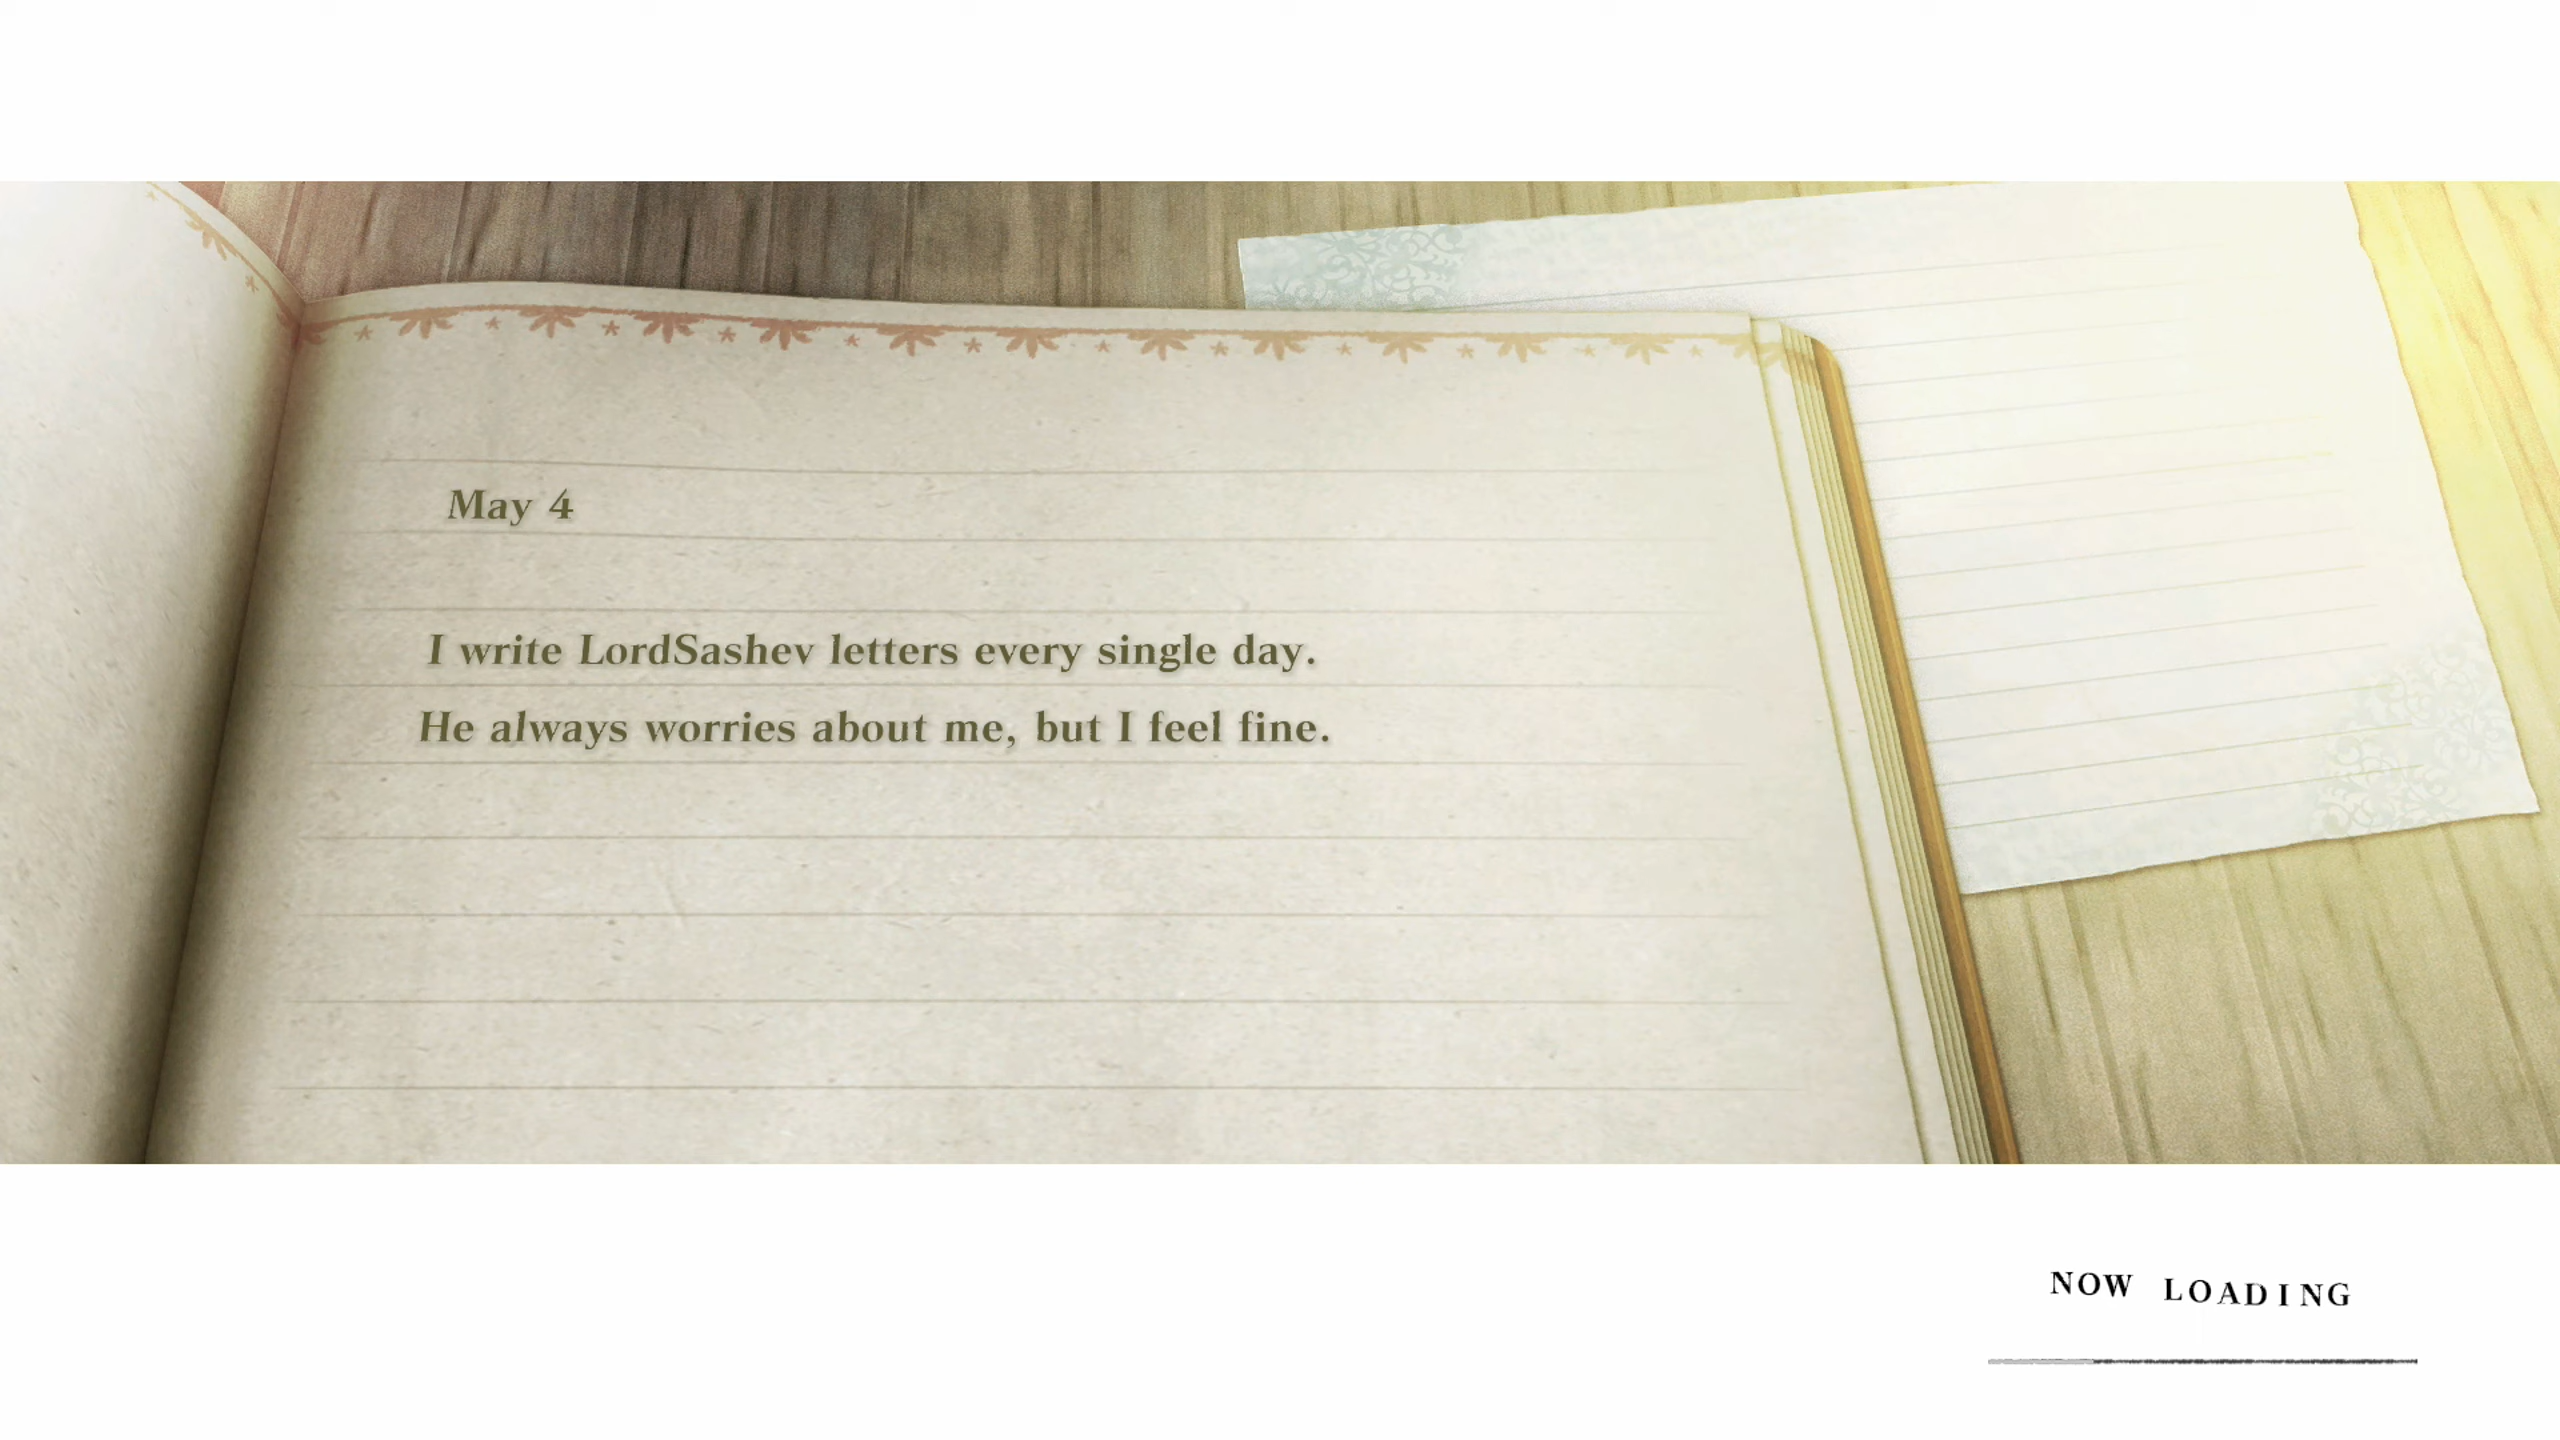 May 4
I write LordSashev letters every single day.
He always worries about me, but I feel fine.
NOW LOADING